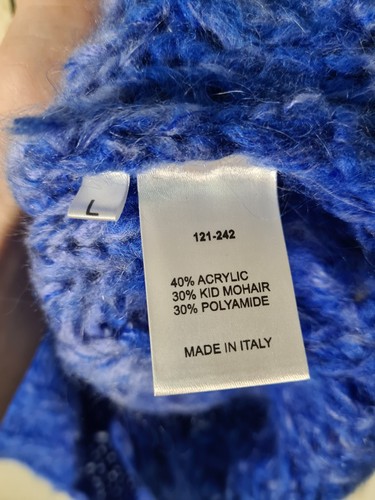 L
121-242
40% ACRYLIC
30% KID MOHAIR
30% POLYAMIDE
MADE IN ITALY